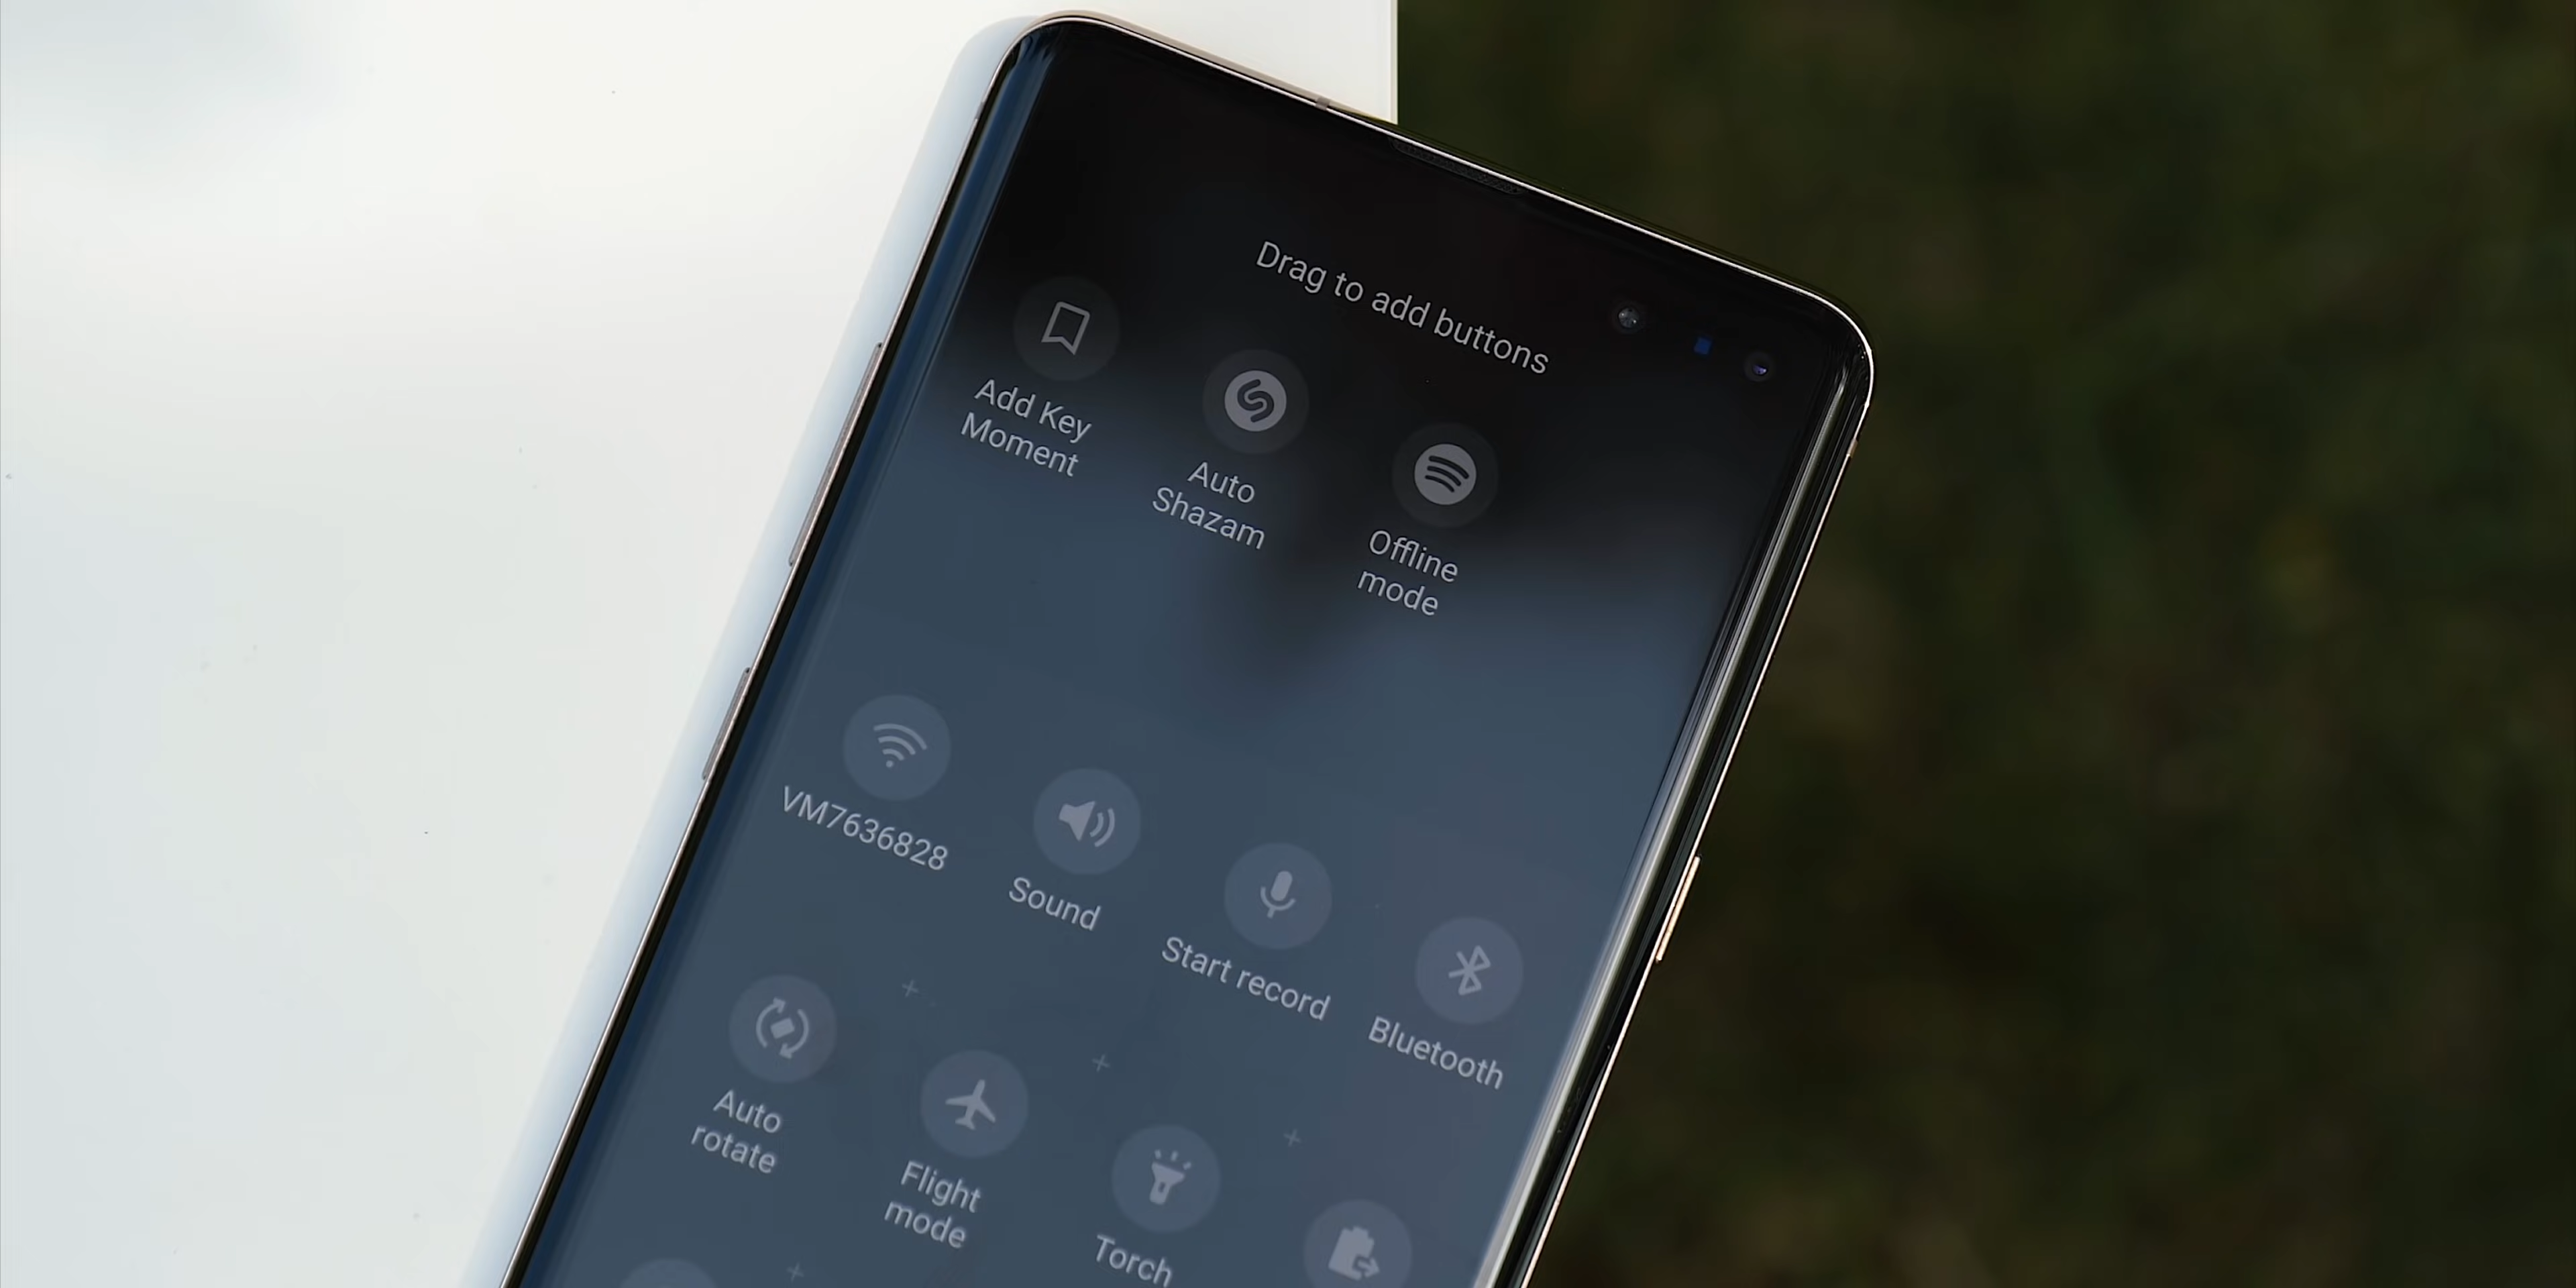 Drag to add buttons
Add Key
Moment
Auto
Shazam
Offline
mode
VM7636828
Sound
Start record
Bluetooth
Auto
rotate
Flight
mode
Torch